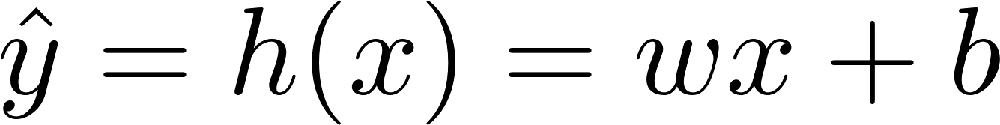 ŷ = h(x) = wx + b